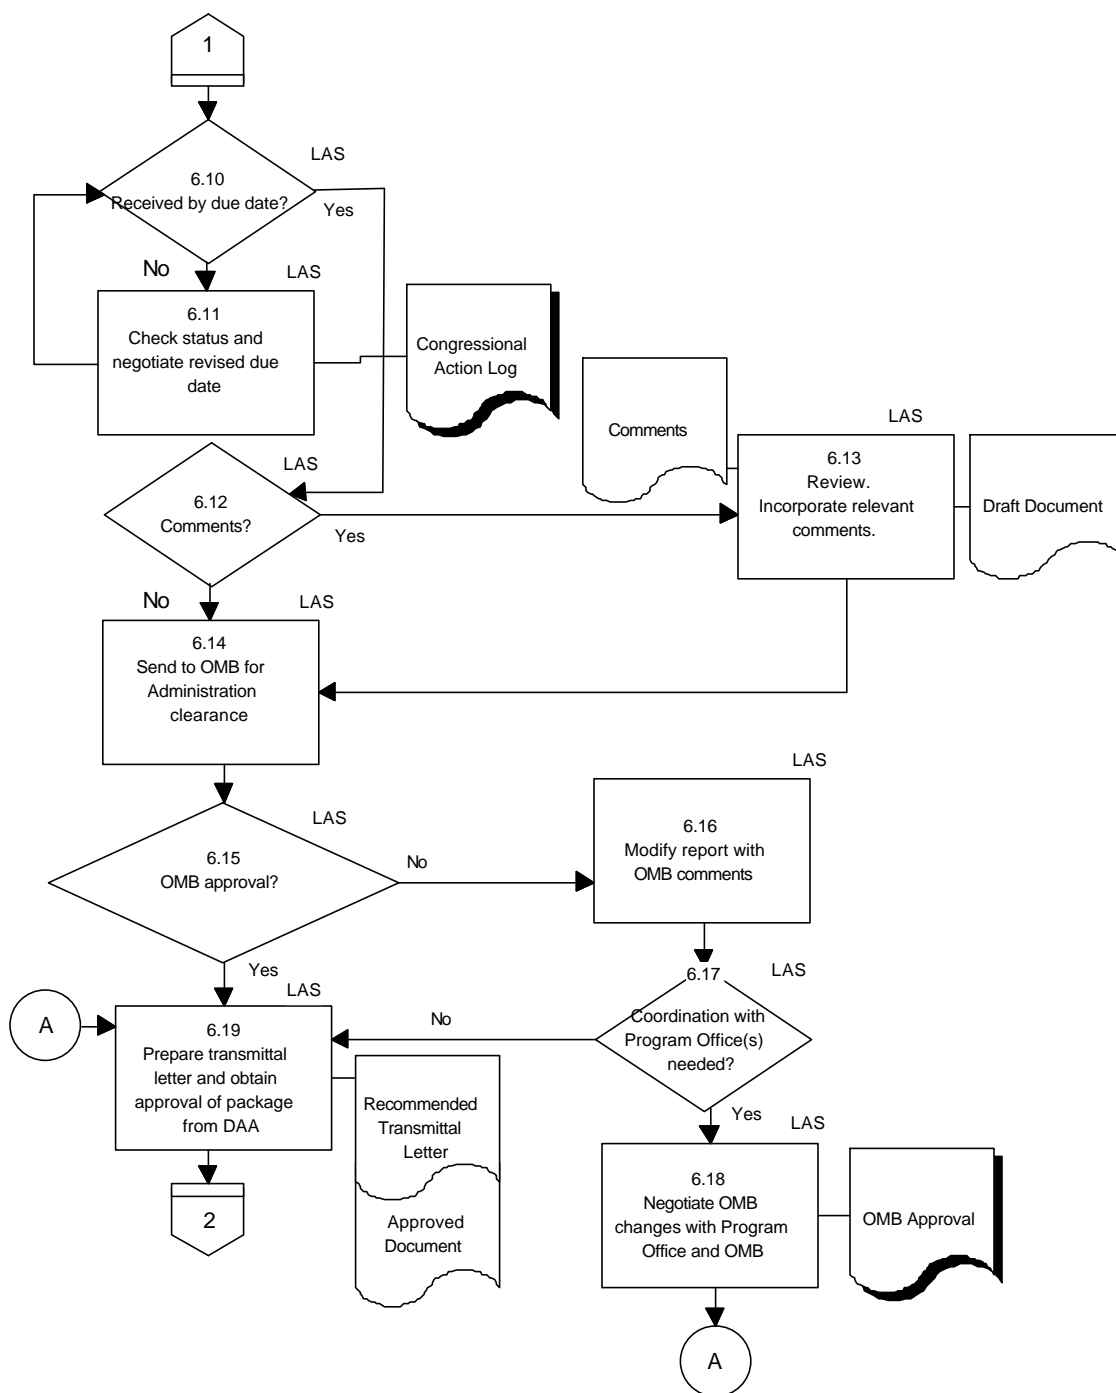 1
LAS
6.10
Received by due date?
Yes
No
LAS
6.11
Check status and
negotiate revised due
date
Congressional
Action Log
LAS
6.12
Comments?
Yes
Comments
LAS
6.13
Review.
Incorporate relevant
comments.
Draft Document
No
LAS
6.14
Send to OMB for
Administration
clearance
LAS
6.15
OMB approval?
No
LAS
6.16
Modify report with
OMB comments
Yes
LAS
6.17
Coordination with
Program Office(s)
needed?
No
A
LAS
6.19
Prepare transmittal
letter and obtain
approval of package
from DAA
Recommended
Transmittal
Letter
Approved
Document
2
Yes
LAS
6.18
Negotiate OMB
changes with Program
Office and OMB
OMB Approval
A